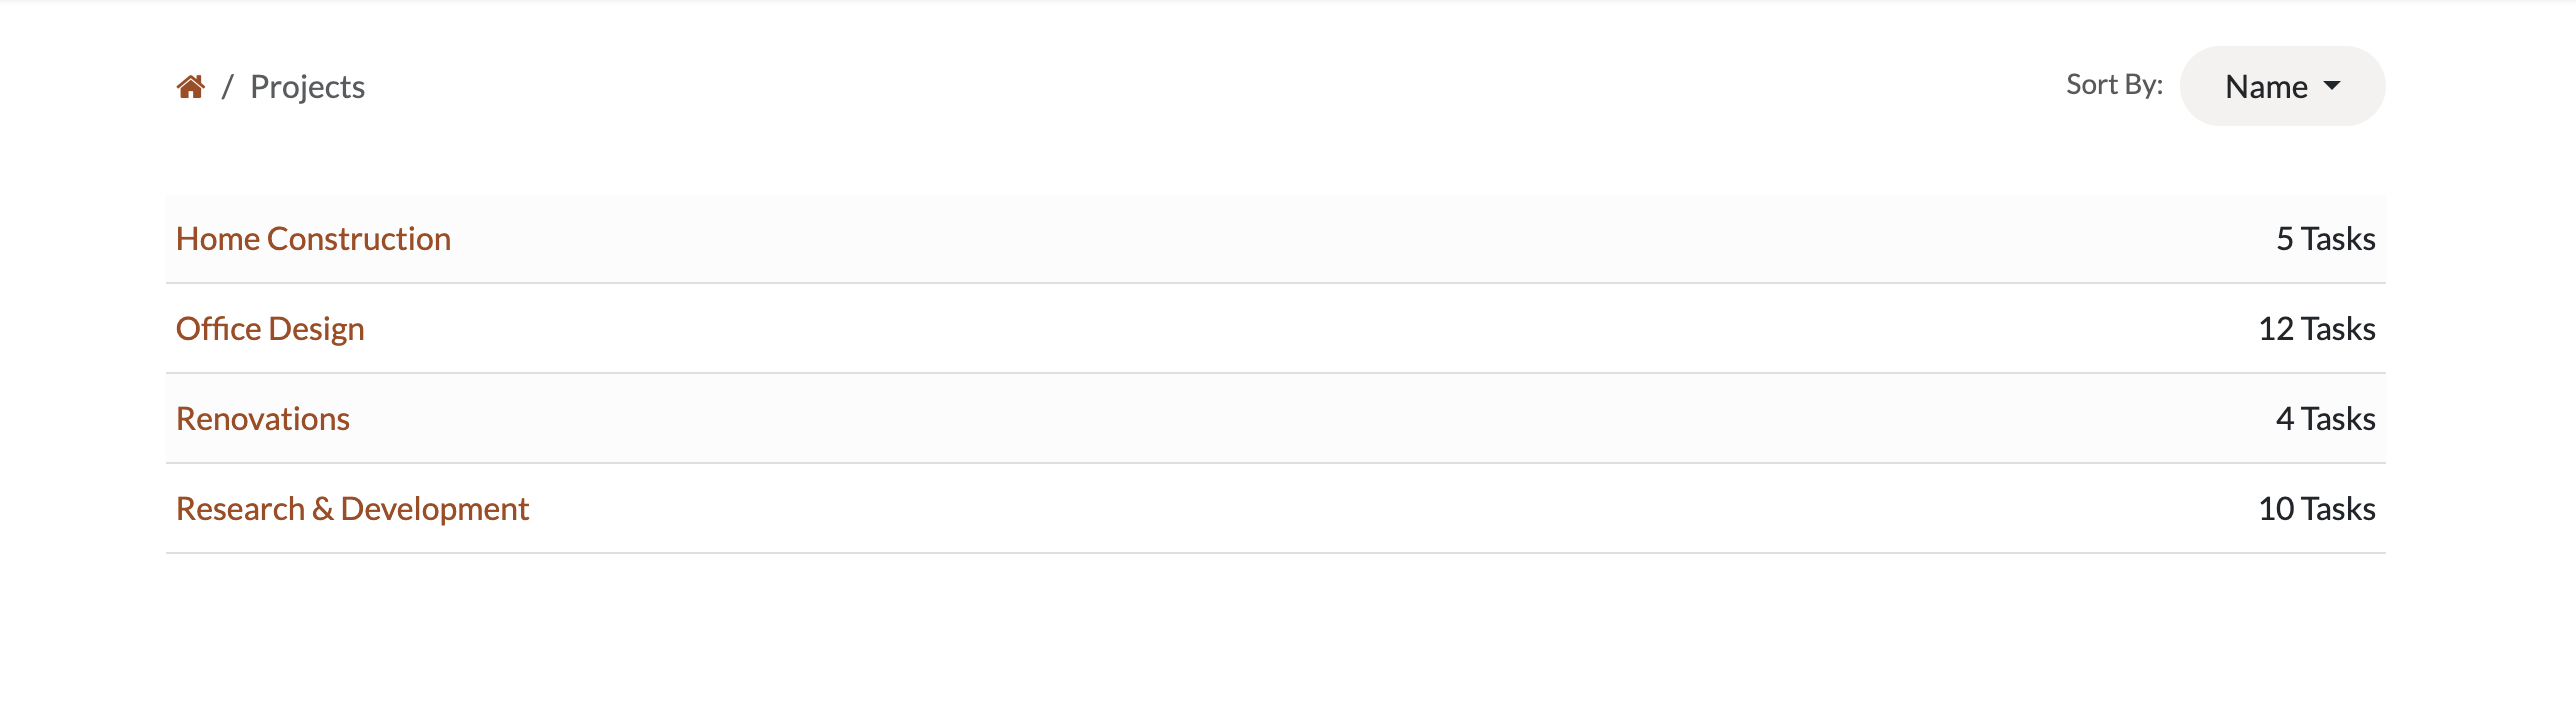 / Projects
Sort By: Name
Home Construction 5 Tasks
Office Design 12 Tasks
Renovations 4 Tasks
Research & Development 10 Tasks